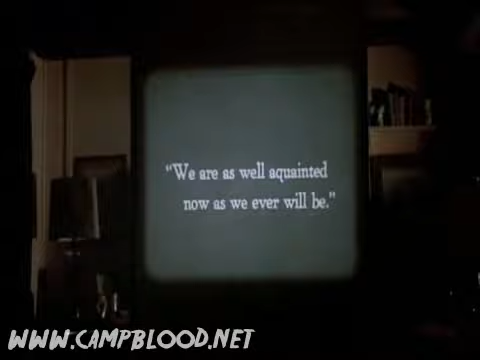 “We are as well aquainted
now as we ever will be.”
WWW.CAMPBLOOD.NET